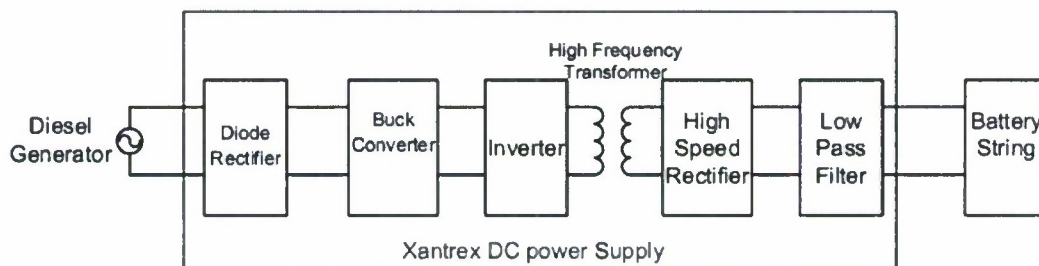 High Frequency
Transformer
Diesel
Generator
Diode
Rectifier
Buck
Converter
Inverter
High
Speed
Rectifier
Low
Pass
Filter
Battery
String
Xantrex DC power Supply